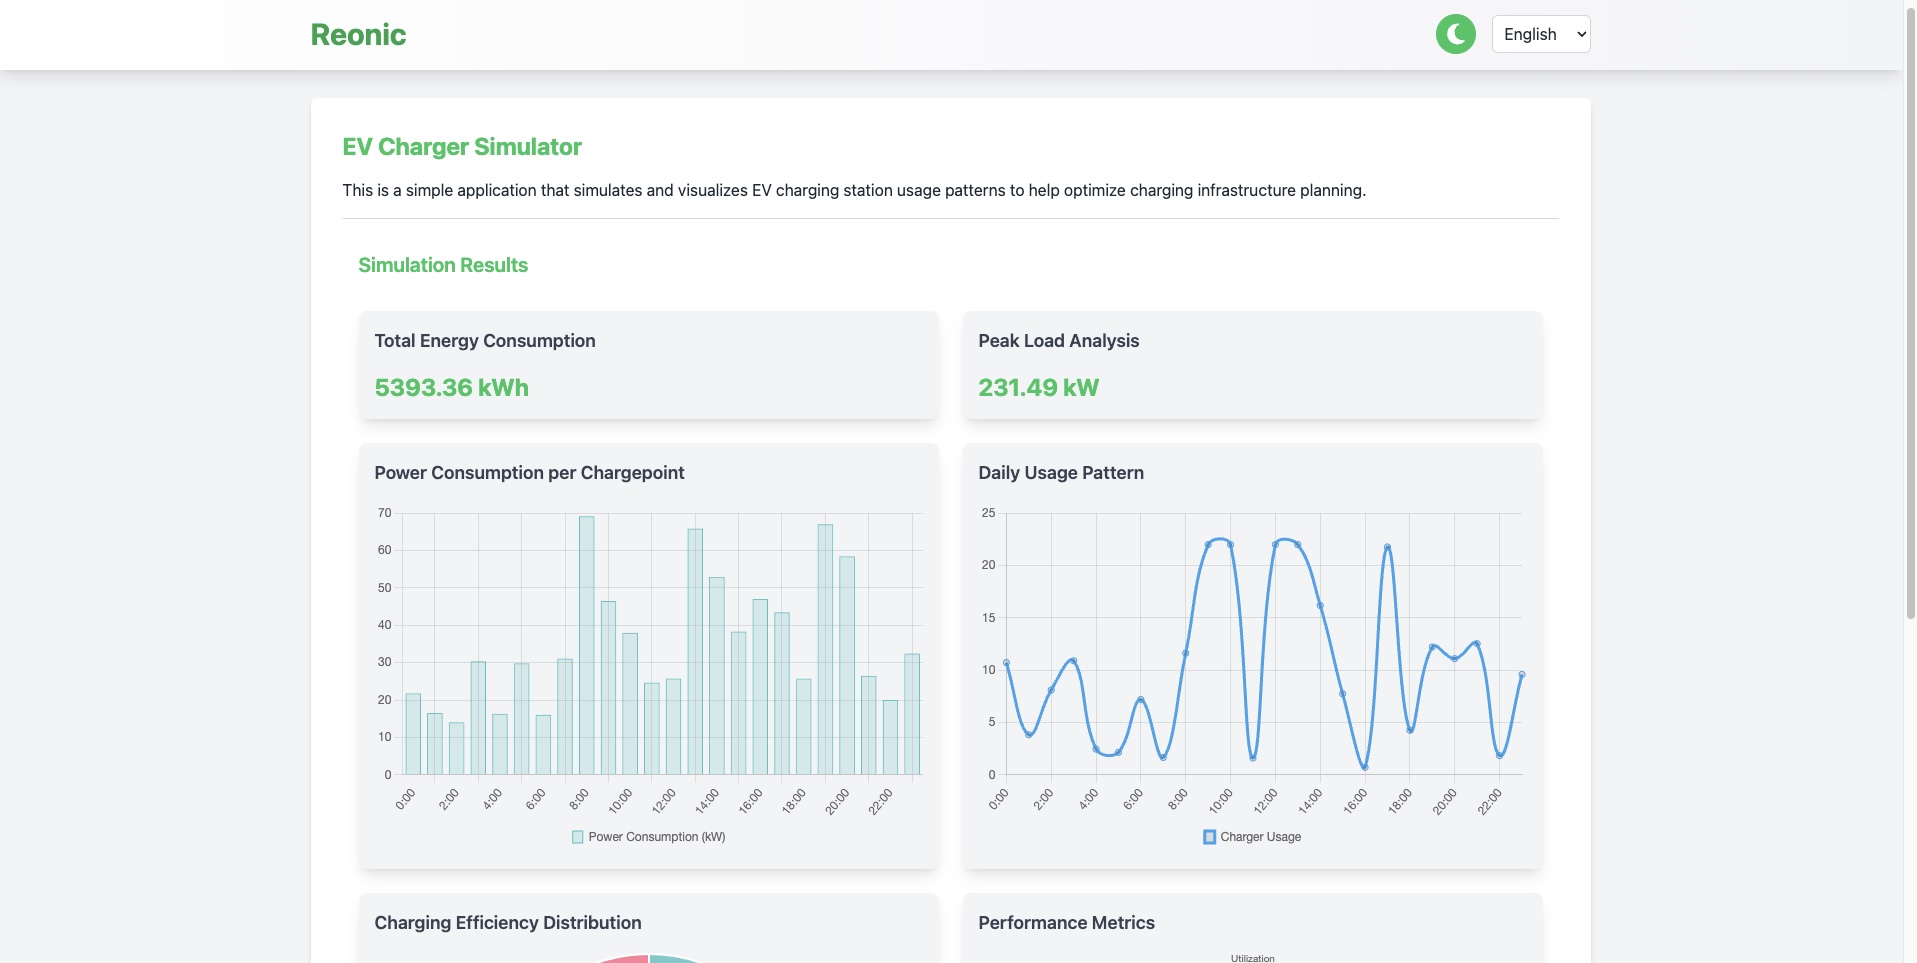 Reonic
English
EV Charger Simulator
This is a simple application that simulates and visualizes EV charging station usage patterns to help optimize charging infrastructure planning.
Simulation Results
Total Energy Consumption
5393.36 kWh
Peak Load Analysis
231.49 kW
Power Consumption per Chargepoint
70
60
50
40
30
20
10
0
0:00 2:00 4:00 6:00 8:00 10:00 12:00 14:00 16:00 18:00 20:00 22:00
Power Consumption (kW)
Daily Usage Pattern
25
20
15
10
5
0
0:00 2:00 4:00 6:00 8:00 10:00 12:00 14:00 16:00 18:00 20:00 22:00
Charger Usage
Charging Efficiency Distribution
Performance Metrics
Utilization